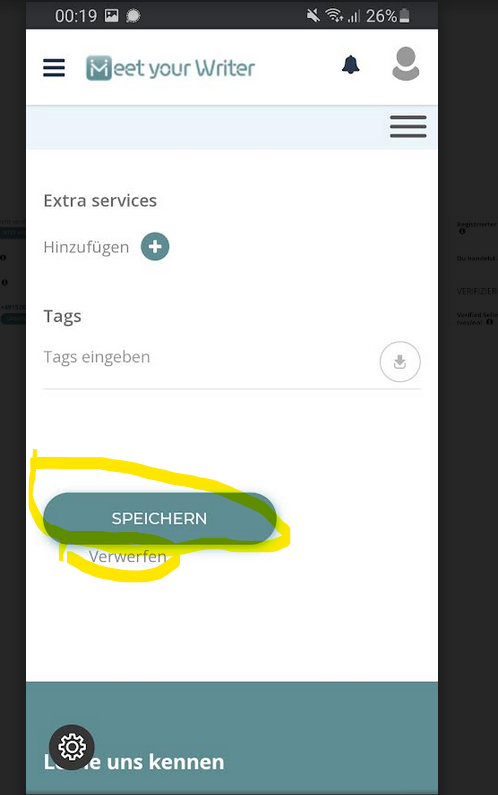 00:19 26%
Meet your Writer
Extra services
Hinzufügen
Tags
Tags eingeben
SPEICHERN
Verwerfen
uns kennen